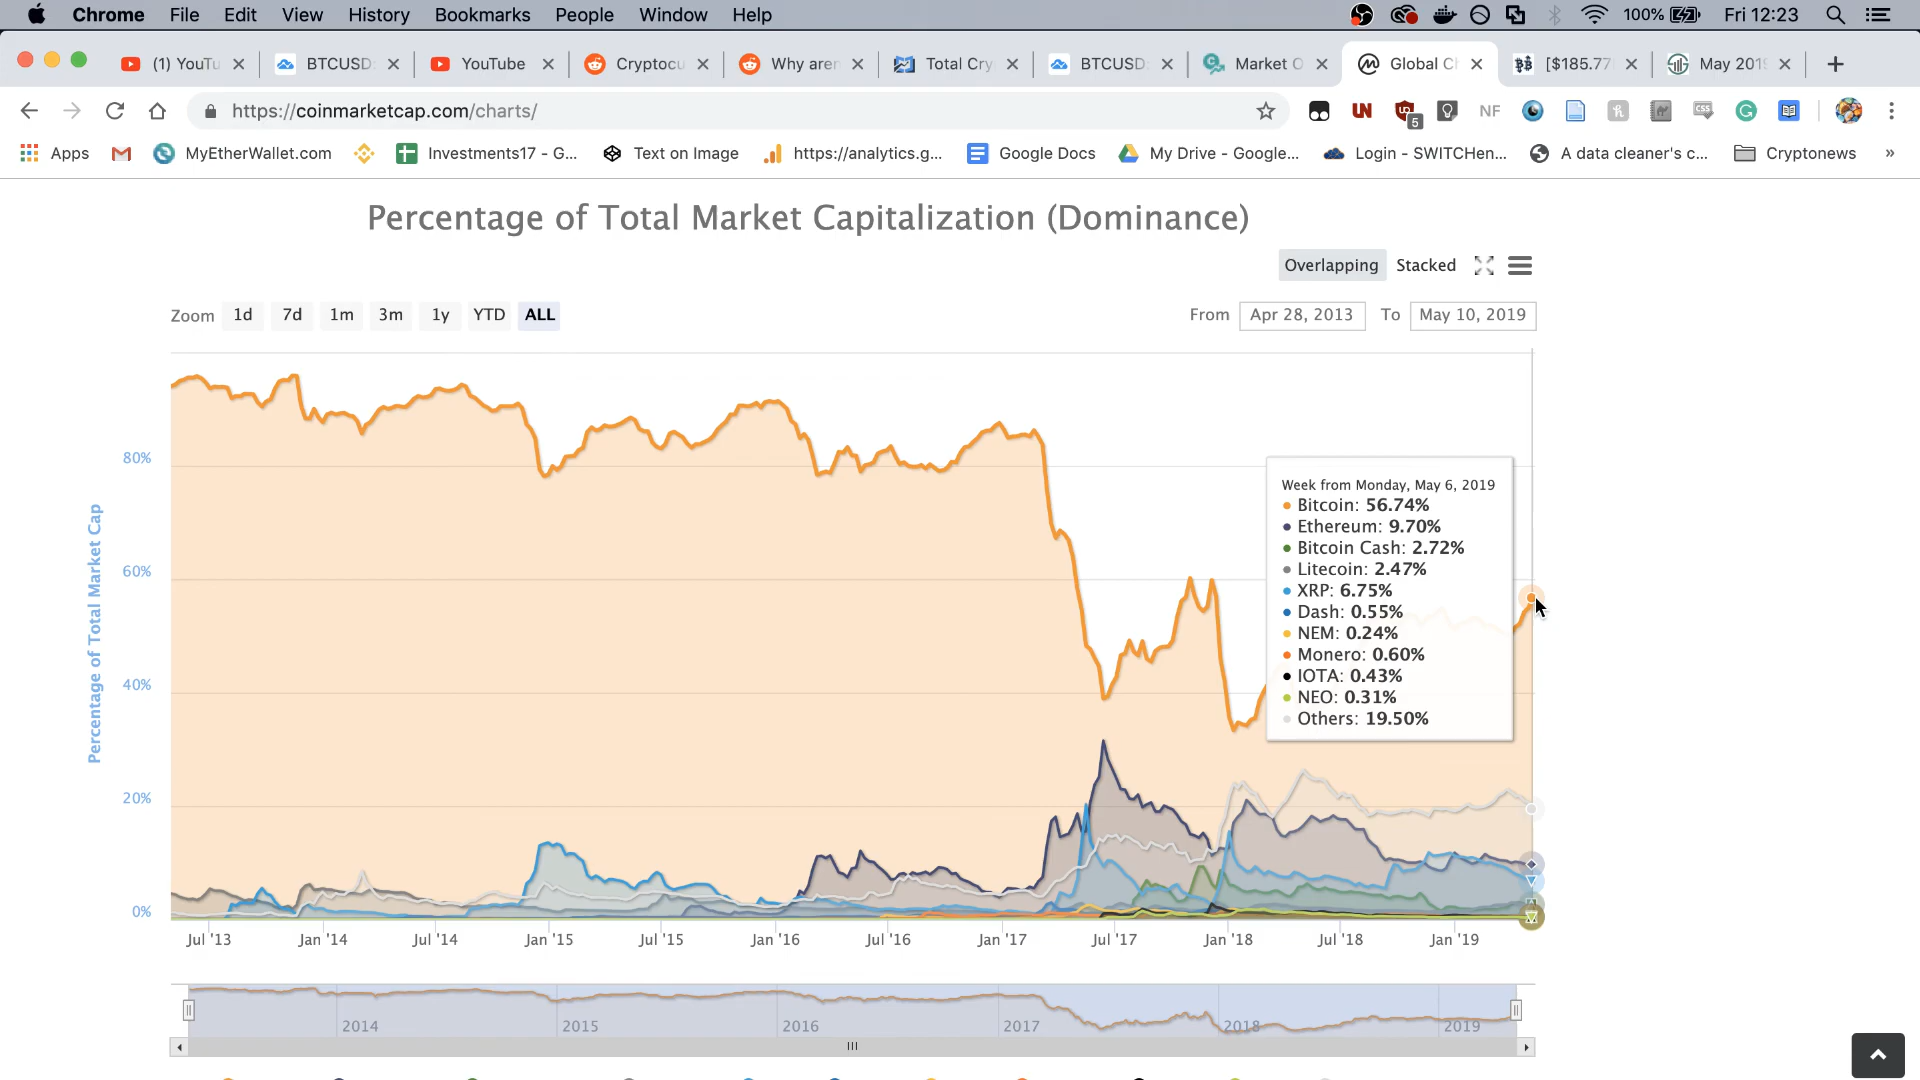 Chrome File Edit View History Bookmarks People Window Help 100% Fri 12:23
(1) YouTu BTCUSD: YouTube Cryptocu Why aren Total Cry BTCUSD: Market O Global Ch [$185.77 May 2019
https://coinmarketcap.com/charts/ UN 5 NF CSS
Apps MyEtherWallet.com Investments17 - G... Text on Image https://analytics.g... Google Docs My Drive - Google... Login - SWITCHen... A data cleaner's c... Cryptonews »
Percentage of Total Market Capitalization (Dominance)
Overlapping Stacked
Zoom 1d 7d 1m 3m 1y YTD ALL From Apr 28, 2013 To May 10, 2019
Percentage of Total Market Cap
80%
60%
40%
20%
0%
Week from Monday, May 6, 2019
Bitcoin: 56.74%
Ethereum: 9.70%
Bitcoin Cash: 2.72%
Litecoin: 2.47%
XRP: 6.75%
Dash: 0.55%
NEM: 0.24%
Monero: 0.60%
IOTA: 0.43%
NEO: 0.31%
Others: 19.50%
Jul '13 Jan '14 Jul '14 Jan '15 Jul '15 Jan '16 Jul '16 Jan '17 Jul '17 Jan '18 Jul '18 Jan '19
2014 2015 2016 2017 2018 2019